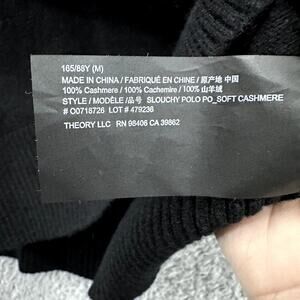 165/88Y (M)
MADE IN CHINA / FABRIQUÉ EN CHINE / 原产地 中国
100% Cashmere / 100% Cachemire / 100% 山羊绒
STYLE / MODÈLE /品号 SLOUCHY POLO PO_SOFT CASHMERE
# O0718726 LOT # 479236
THEORY LLC RN 98406 CA 39862